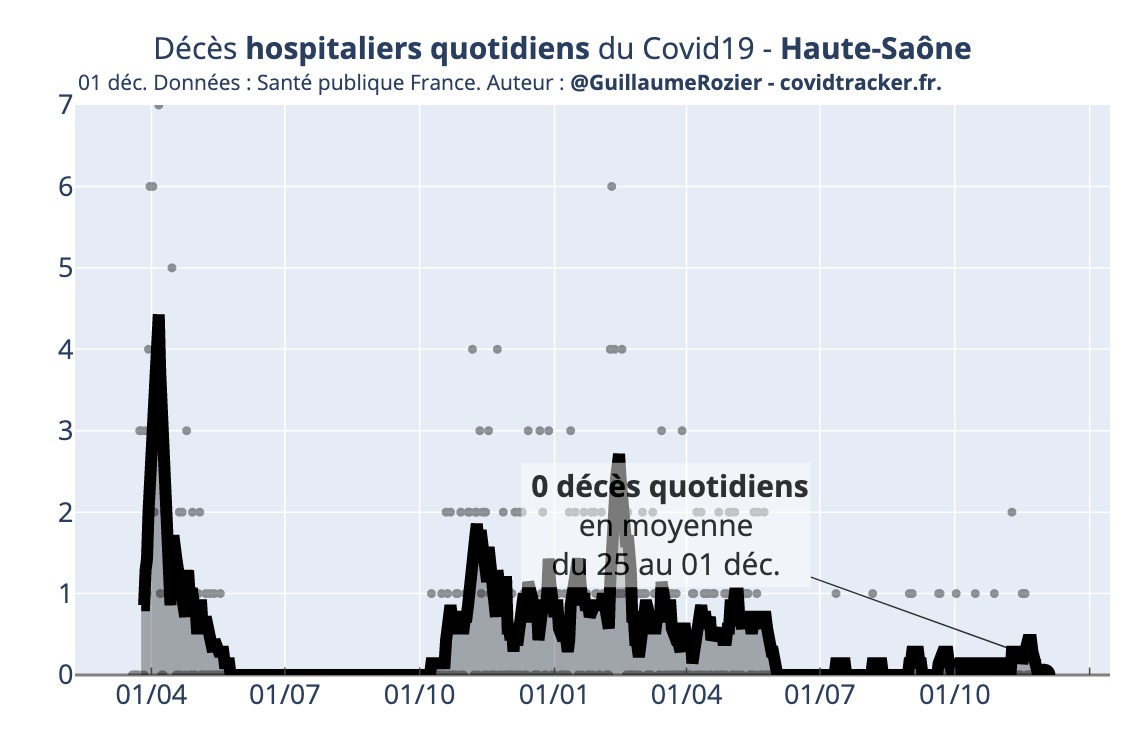 Décès hospitaliers quotidiens du Covid19 - Haute-Saône
01 déc. Données : Santé publique France. Auteur : @GuillaumeRozier - covidtracker.fr.
7
6
5
4
3
2
1
0
0 décès quotidiens
en moyenne
du 25 au 01 déc.
01/04 01/07 01/10 01/01 01/04 01/07 01/10